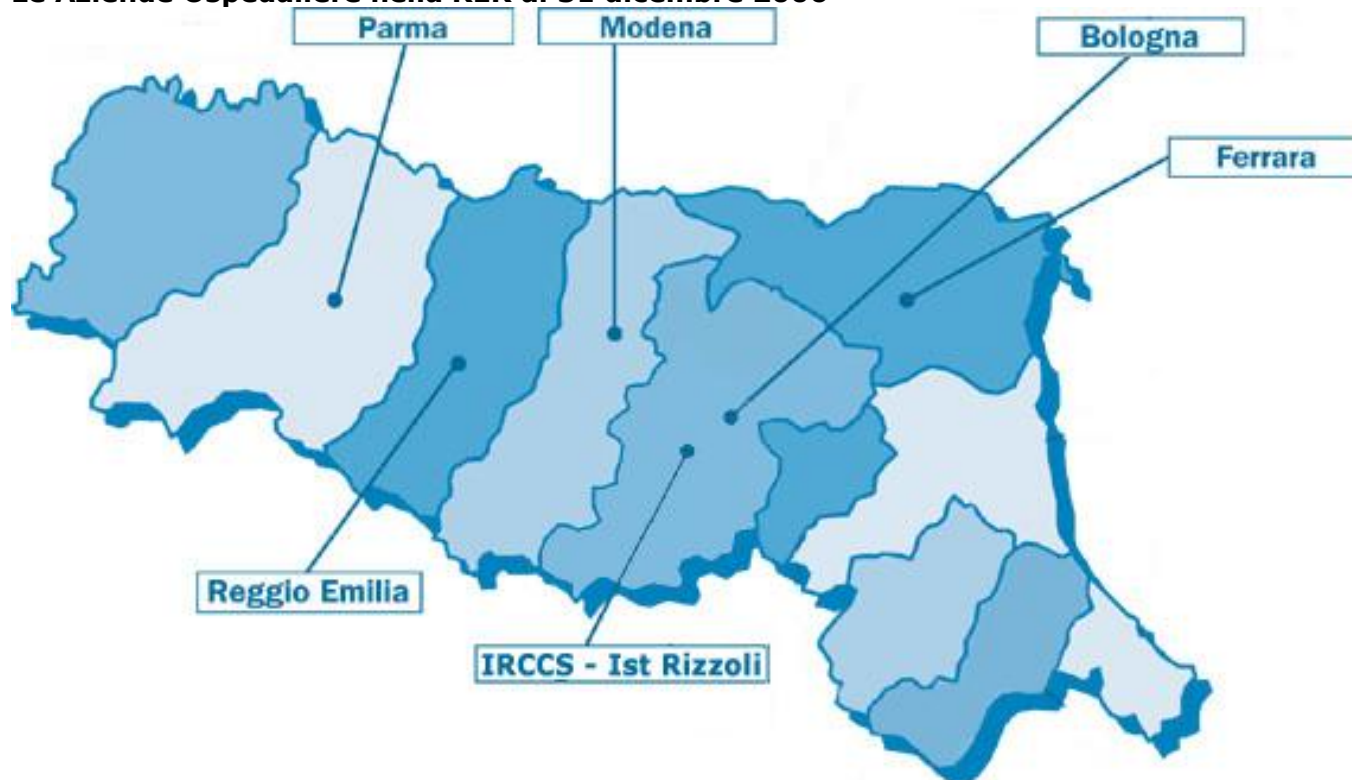 Le Aziende Ospedaliere nella RER al 31 dicembre
Parma
Modena
Bologna
Ferrara
Reggio Emilia
IRCCS - Ist Rizzoli